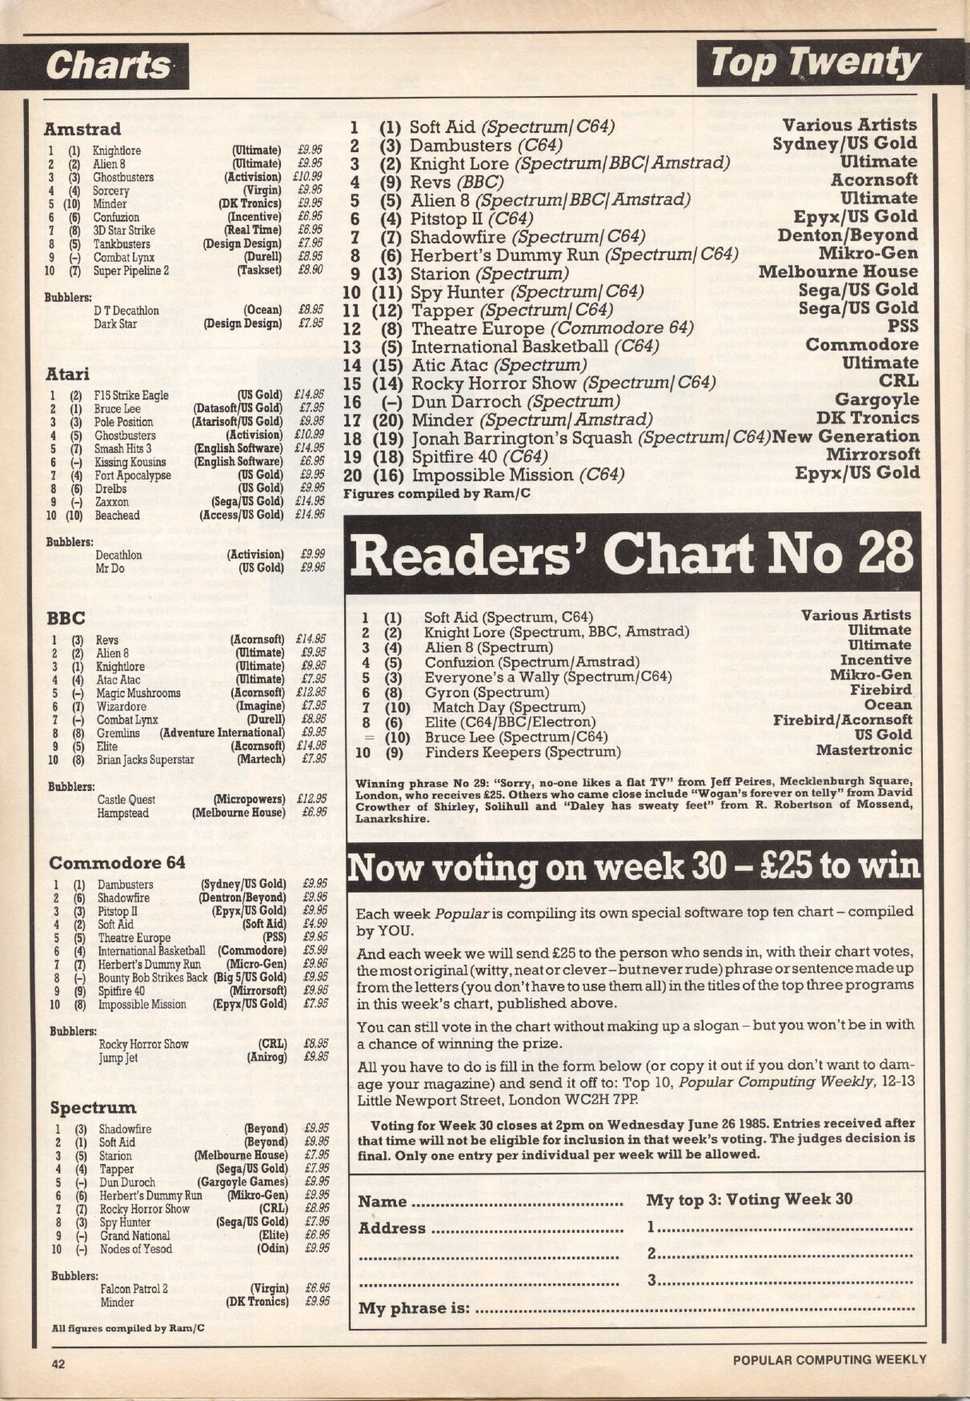 Charts
Top Twenty
Amstrad
1 (1) Knightlore (Ultimate) £9.95
2 (2) Alien 8 (Ultimate) £9.95
3 (3) Ghostbusters (Activision) £10.99
4 (4) Sorcery (Virgin) £9.95
5 (10) Minder (DK Tronics) £9.95
6 (6) Confuzion (Incentive) £6.95
7 (8) 3D Star Strike (Real Time) £6.95
8 (5) Tankbusters (Design Design) £7.95
9 (–) Combat Lynx (Durell) £8.95
10 (7) Super Pipeline 2 (Taskset) £8.90
Bubblers:
D T Decathlon (Ocean) £8.95
Dark Star (Design Design) £7.95
Atari
1 (2) F15 Strike Eagle (US Gold) £14.95
2 (1) Bruce Lee (Datasoft/US Gold) £7.95
3 (3) Pole Position (Atarisoft/US Gold) £9.95
4 (5) Ghostbusters (Activision) £10.99
5 (7) Smash Hits 3 (English Software) £14.95
6 (–) Kissing Kousins (English Software) £6.95
7 (4) Fort Apocalypse (US Gold) £9.95
8 (6) Drelbs (US Gold) £9.95
9 (–) Zaxxon (Sega/US Gold) £14.95
10 (10) Beachead (Access/US Gold) £14.95
Bubblers:
Decathlon (Activision) £9.99
Mr Do (US Gold) £9.95
BBC
1 (3) Revs (Acornsoft) £14.95
2 (2) Alien 8 (Ultimate) £9.95
3 (1) Knightlore (Ultimate) £9.95
4 (4) Atac Atac (Ultimate) £7.95
5 (–) Magic Mushrooms (Acornsoft) £12.95
6 (7) Wizardore (Imagine) £7.95
7 (–) Combat Lynx (Durell) £8.95
8 (8) Gremlins (Adventure International) £9.95
9 (5) Elite (Acornsoft) £14.95
10 (8) Brian Jacks Superstar (Martech) £7.95
Bubblers:
Castle Quest (Micropowers) £12.95
Hampstead (Melbourne House) £6.95
Commodore 64
1 (1) Dambusters (Sydney/US Gold) £9.95
2 (6) Shadowfire (Dentron/Beyond) £9.95
3 (3) Pitstop II (Epyx/US Gold) £9.95
4 (2) Soft Aid (Soft Aid) £4.99
5 (5) Theatre Europe (PSS) £9.95
6 (4) International Basketball (Commodore) £5.99
7 (7) Herbert's Dummy Run (Micro-Gen) £9.95
8 (–) Bounty Bob Strikes Back (Big 5/US Gold) £9.95
9 (9) Spitfire 40 (Mirrorsoft) £9.95
10 (8) Impossible Mission (Epyx/US Gold) £7.95
Bubblers:
Rocky Horror Show (CRL) £8.95
Jump Jet (Anirog) £9.95
Spectrum
1 (3) Shadowfire (Beyond) £9.95
2 (1) Soft Aid (Beyond) £9.95
3 (5) Starion (Melbourne House) £7.95
4 (4) Tapper (Sega/US Gold) £7.95
5 (–) Dun Duroch (Gargoyle Games) £9.95
6 (6) Herbert's Dummy Run (Mikro-Gen) £9.95
7 (7) Rocky Horror Show (CRL) £8.95
8 (3) Spy Hunter (Sega/US Gold) £7.95
9 (–) Grand National (Elite) £6.95
10 (–) Nodes of Yesod (Odin) £9.95
Bubblers:
Falcon Patrol 2 (Virgin) £6.95
Minder (DK Tronics) £9.95
All figures compiled by Ram/C
1 (1) Soft Aid (Spectrum/C64) Various Artists
2 (3) Dambusters (C64) Sydney/US Gold
3 (2) Knight Lore (Spectrum/BBC/Amstrad) Ultimate
4 (9) Revs (BBC) Acornsoft
5 (5) Alien 8 (Spectrum/BBC/Amstrad) Ultimate
6 (4) Pitstop II (C64) Epyx/US Gold
7 (7) Shadowfire (Spectrum/C64) Denton/Beyond
8 (6) Herbert's Dummy Run (Spectrum/C64) Mikro-Gen
9 (13) Starion (Spectrum) Melbourne House
10 (11) Spy Hunter (Spectrum/C64) Sega/US Gold
11 (12) Tapper (Spectrum/C64) Sega/US Gold
12 (8) Theatre Europe (Commodore 64) PSS
13 (5) International Basketball (C64) Commodore
14 (15) Atic Atac (Spectrum) Ultimate
15 (14) Rocky Horror Show (Spectrum/C64) CRL
16 (–) Dun Darroch (Spectrum) Gargoyle
17 (20) Minder (Spectrum/Amstrad) DK Tronics
18 (19) Jonah Barrington's Squash (Spectrum/C64) New Generation
19 (18) Spitfire 40 (C64) Mirrorsoft
20 (16) Impossible Mission (C64) Epyx/US Gold
Figures compiled by Ram/C
Readers' Chart No 28
1 (1) Soft Aid (Spectrum, C64) Various Artists
2 (2) Knight Lore (Spectrum, BBC, Amstrad) Ulitmate
3 (4) Alien 8 (Spectrum) Ultimate
4 (5) Confuzion (Spectrum/Amstrad) Incentive
5 (3) Everyone's a Wally (Spectrum/C64) Mikro-Gen
6 (8) Gyron (Spectrum) Firebird
7 (10) Match Day (Spectrum) Ocean
8 (6) Elite (C64/BBC/Electron) Firebird/Acornsoft
= (10) Bruce Lee (Spectrum/C64) US Gold
10 (9) Finders Keepers (Spectrum) Mastertronic
Winning phrase No 29: "Sorry, no-one likes a flat TV" from Jeff Peires, Mecklenburgh Square,
London, who receives £25. Others who came close include "Wogan's forever on telly" from David
Crowther of Shirley, Solihull and "Daley has sweaty feet" from R. Robertson of Mossend,
Lanarkshire.
Now voting on week 30 – £25 to win
Each week Popular is compiling its own special software top ten chart – compiled
by YOU.
And each week we will send £25 to the person who sends in, with their chart votes,
the most original (witty, neat or clever – but never rude) phrase or sentence made up
from the letters (you don't have to use them all) in the titles of the top three programs
in this week's chart, published above.
You can still vote in the chart without making up a slogan – but you won't be in with
a chance of winning the prize.
All you have to do is fill in the form below (or copy it out if you don't want to dam-
age your magazine) and send it off to: Top 10, Popular Computing Weekly, 12-13
Little Newport Street, London WC2H 7PP.
Voting for Week 30 closes at 2pm on Wednesday June 26 1985. Entries received after
that time will not be eligible for inclusion in that week's voting. The judges decision is
final. Only one entry per individual per week will be allowed.
Name ........................................ My top 3: Voting Week 30
Address .................................... 1................................................
................................................. 2................................................
................................................. 3................................................
My phrase is: ....................................................................................
42
POPULAR COMPUTING WEEKLY